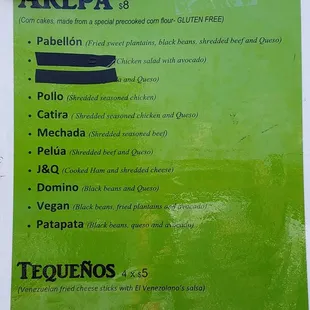 AREPA $8
(Corn cakes, made from a special precooked corn flour- GLUTEN FREE)
• Pabellón (Fried sweet plantains, black beans, shredded beef and Queso)
Chicken salad with avocado)
and Queso)
• Pollo (Shredded seasoned chicken)
• Catira ( Shredded seasoned chicken and Queso)
• Mechada (Shredded seasoned beef)
• Pelúa (Shredded beef and Queso)
• J&Q (Cooked Ham and shredded cheese)
• Domino (Black beans and Queso)
• Vegan (Black beans, fried plantains and avocado)
• Patapata (Black beans, queso and avocado)
TEQUEÑOS 4 x $5
(Venezuelan fried cheese sticks with El Venezolano's salsa)